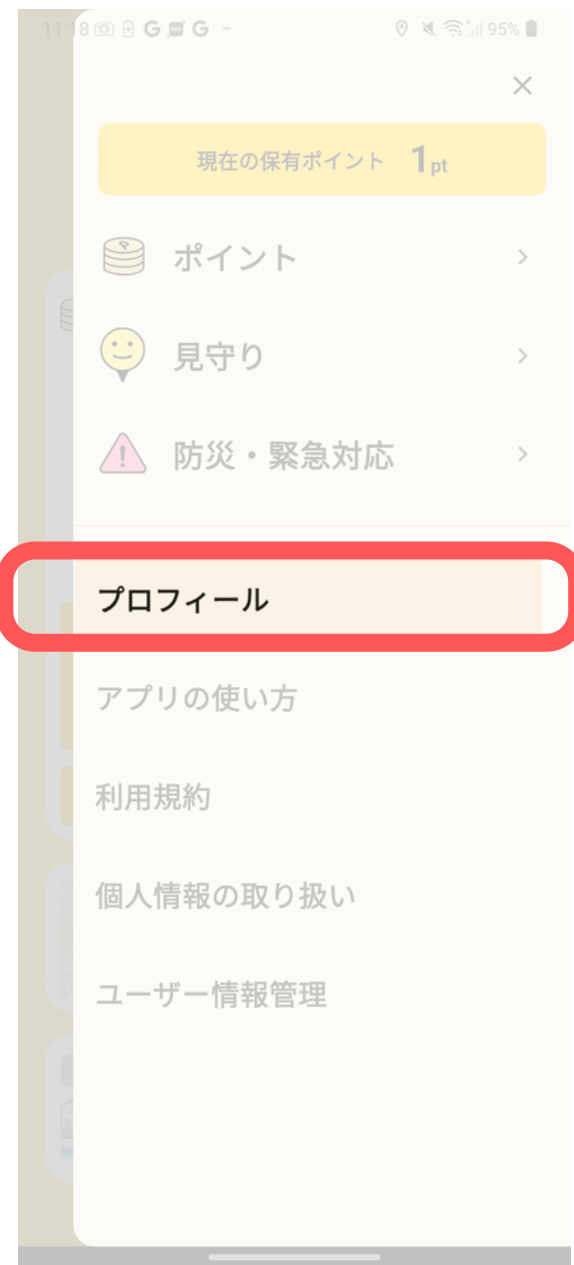 11:18 G G 95%
現在の保有ポイント 1pt
ポイント
見守り
防災・緊急対応
プロフィール
アプリの使い方
利用規約
個人情報の取り扱い
ユーザー情報管理